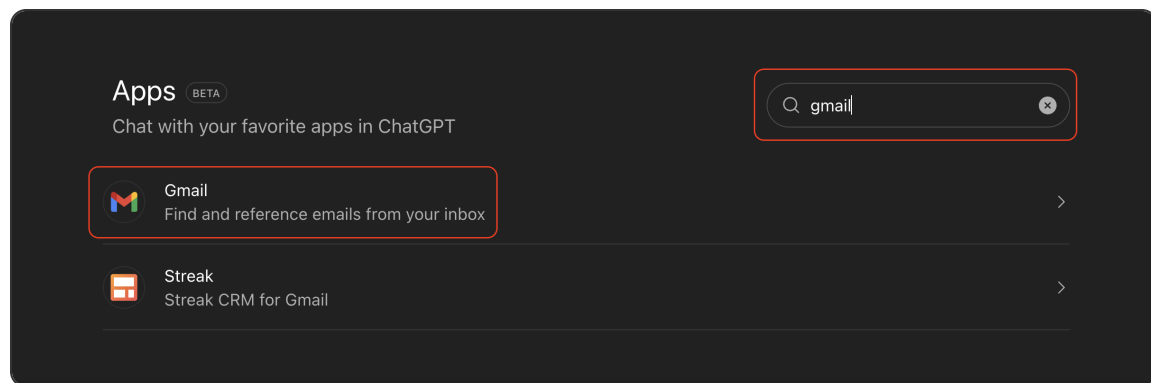 Apps BETA
gmail
Chat with your favorite apps in ChatGPT
Gmail
Find and reference emails from your inbox
Streak
Streak CRM for Gmail